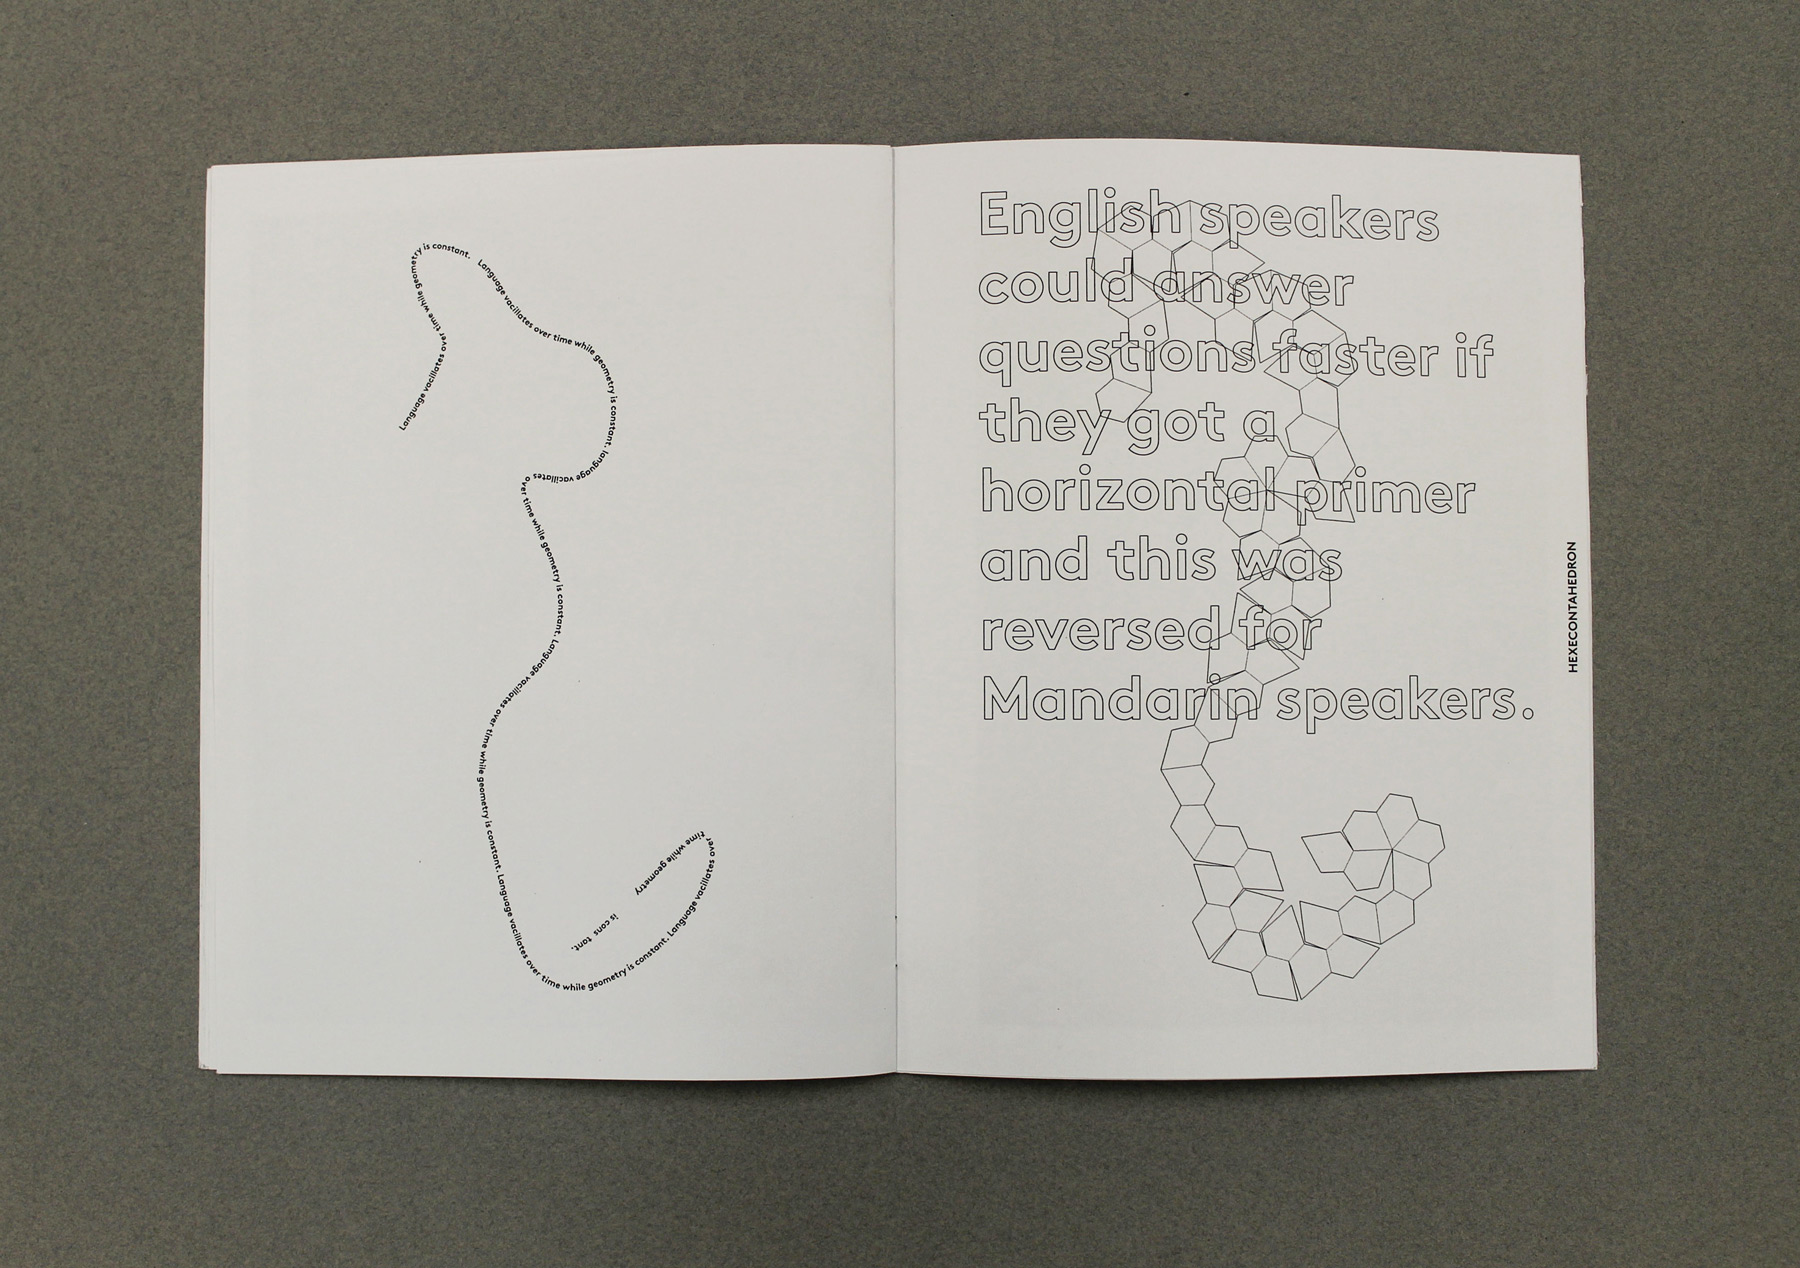 Language vacillates over time while geometry is constant.
Language vacillates over time while geometry is constant.
language vacillates over time while geometry is constant.
Language vacillates over time while geometry is constant.
Language vacillates over time while geometry is constant.
Language vacillates over time while geometry is cons tant.
English speakers
could answer
questions faster if
they got a
horizontal primer
and this was
reversed for
Mandarin speakers.
HEXECONTAHEDRON